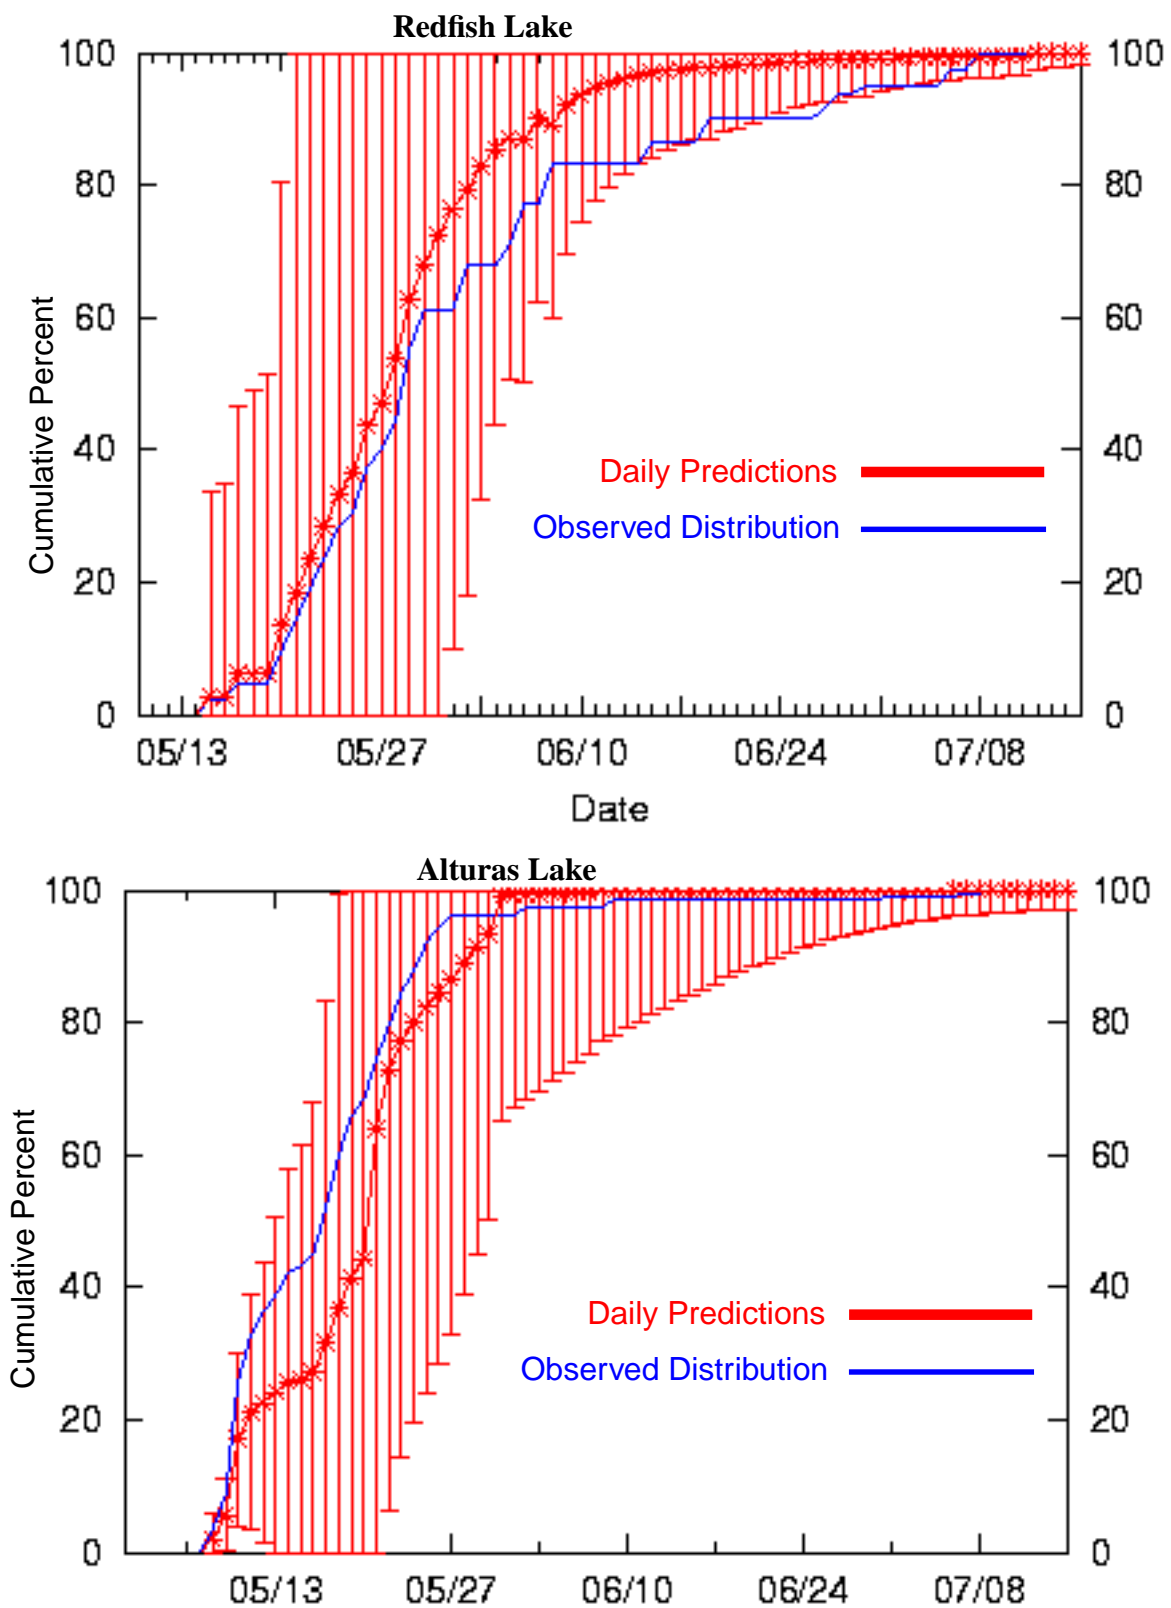 Redfish Lake
100 100
80 80
60 60
40 40
20 20
0 0
Cumulative Percent
Daily Predictions
Observed Distribution
05/13 05/27 06/10 06/24 07/08
Date
Alturas Lake
100 100
80 80
60 60
40 40
20 20
0 0
Cumulative Percent
Daily Predictions
Observed Distribution
05/13 05/27 06/10 06/24 07/08